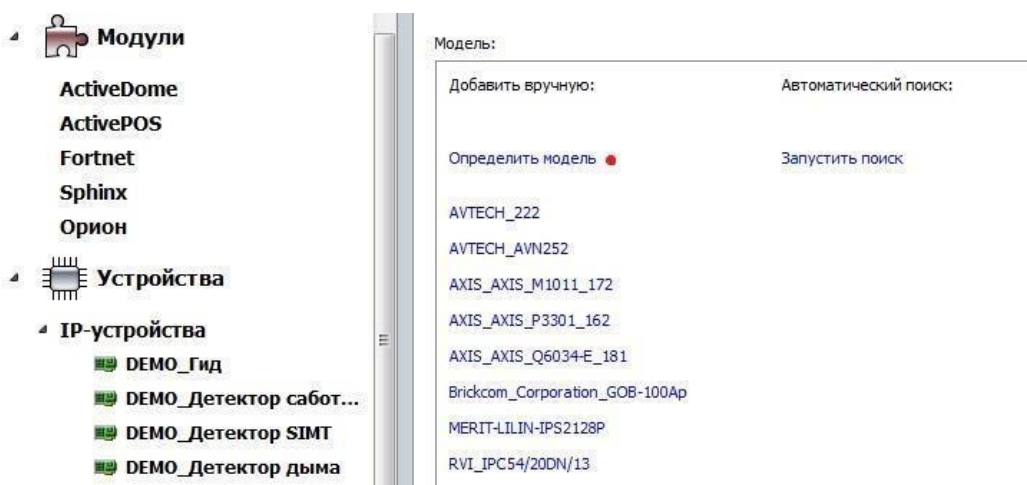 Модули
ActiveDome
ActivePOS
Fortnet
Sphinx
Орион
Устройства
IP-устройства
DEMO_Гид
DEMO_Детектор сабот...
DEMO_Детектор SIMT
DEMO_Детектор дыма
Модель:
Добавить вручную: Автоматический поиск:
Определить модель Запустить поиск
AVTECH_222
AVTECH_AVN252
AXIS_AXIS_M1011_172
AXIS_AXIS_P3301_162
AXIS_AXIS_Q6034-E_181
Brickcom_Corporation_GOB-100Ap
MERIT-LILIN-IPS2128P
RVI_IPC54/20DN/13